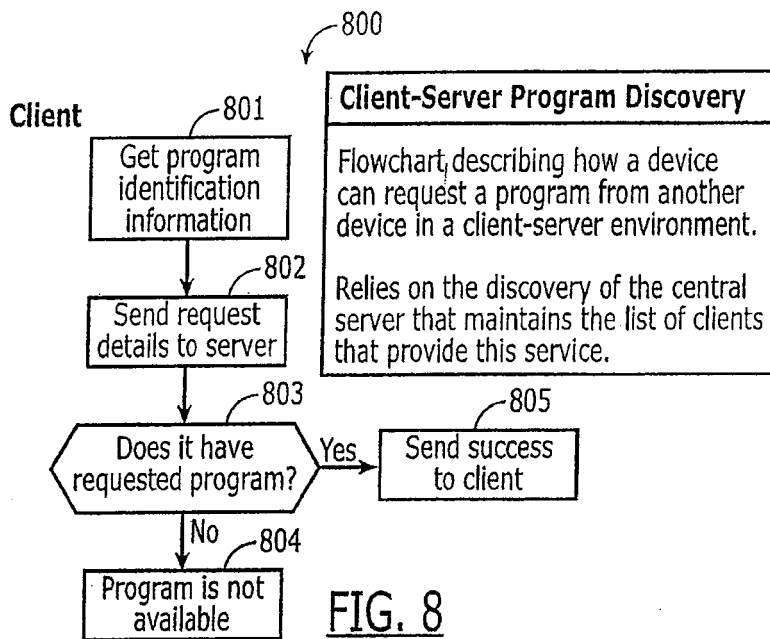 800
Client
801
Get program
identification
information
802
Send request
details to server
803
Does it have
requested program?
Yes
No
804
Program is not
available
805
Send success
to client
Client-Server Program Discovery
Flowchart, describing how a device
can request a program from another
device in a client-server environment.
Relies on the discovery of the central
server that maintains the list of clients
that provide this service.
FIG. 8